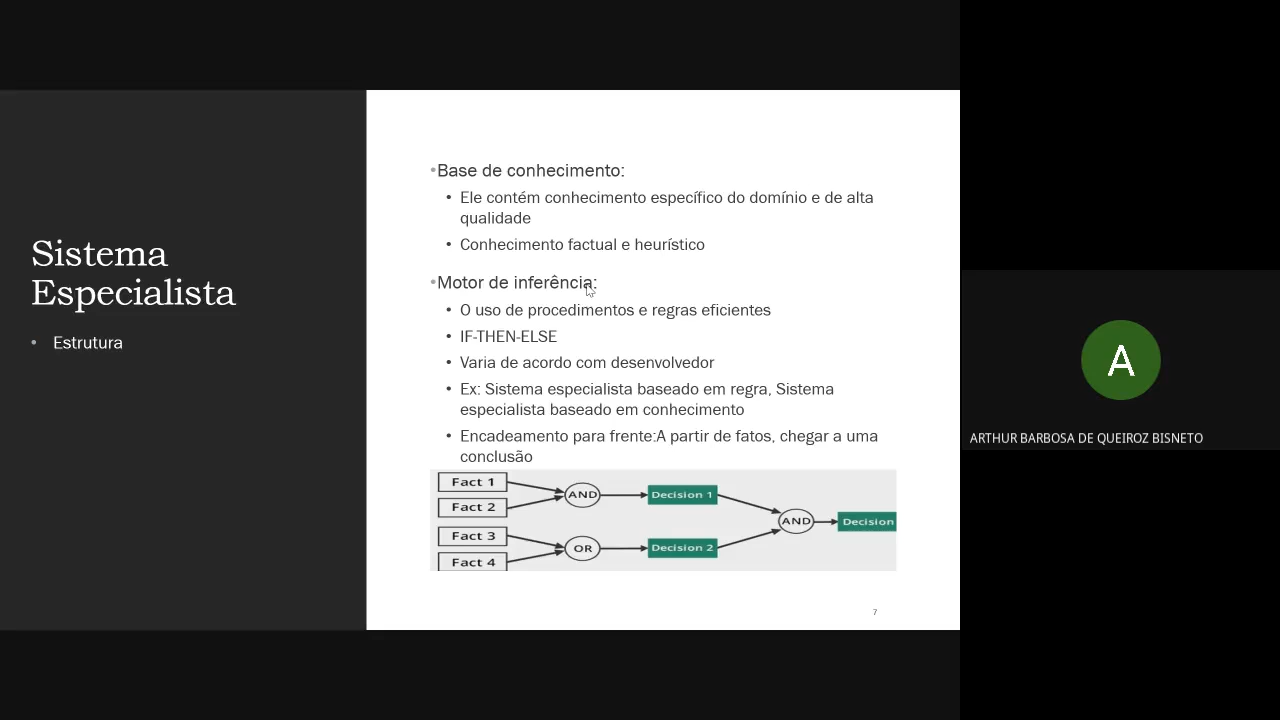 Sistema
Especialista
• Estrutura
•Base de conhecimento:
• Ele contém conhecimento específico do domínio e de alta
qualidade
• Conhecimento factual e heurístico
•Motor de inferência:
• O uso de procedimentos e regras eficientes
• IF-THEN-ELSE
• Varia de acordo com desenvolvedor
• Ex: Sistema especialista baseado em regra, Sistema
especialista baseado em conhecimento
• Encadeamento para frente:A partir de fatos, chegar a uma
conclusão
Fact 1
Fact 2
Fact 3
Fact 4
AND
OR
Decision 1
Decision 2
AND
Decision
7
A
ARTHUR BARBOSA DE QUEIROZ BISNETO